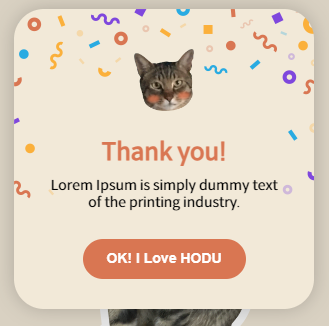 Thank you!
Lorem Ipsum is simply dummy text
of the printing industry.
OK! I Love HODU